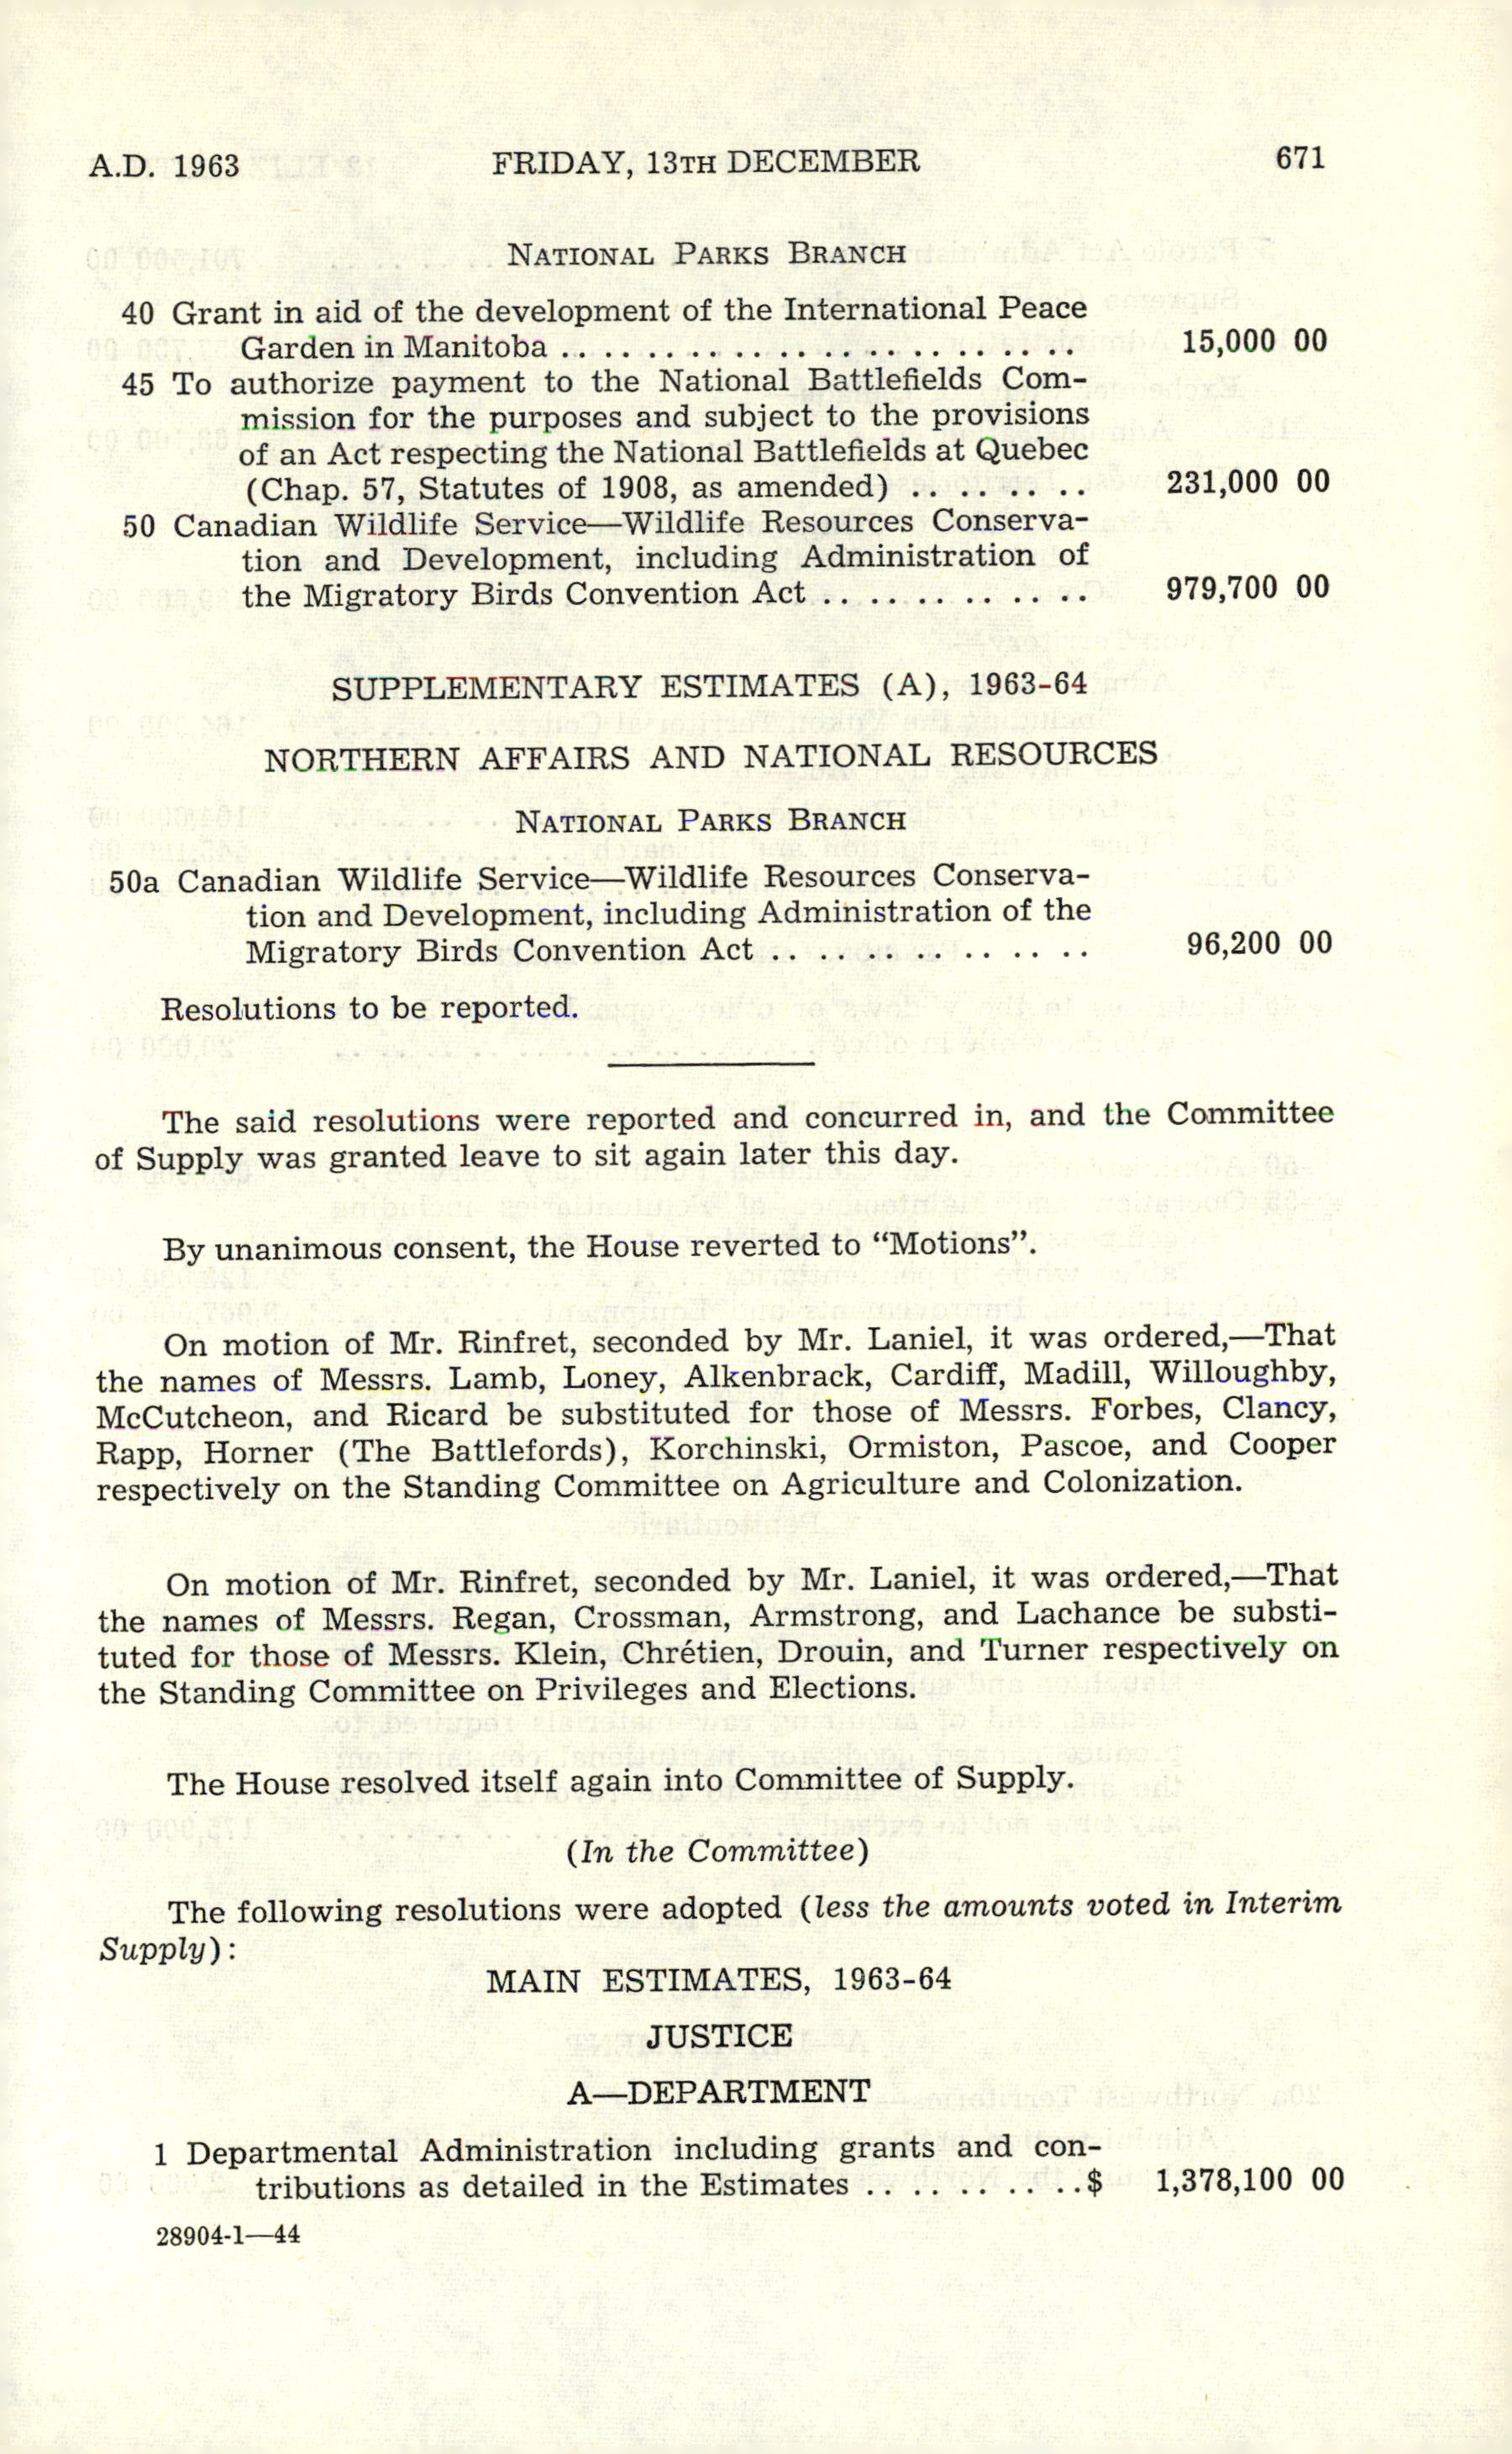 A.D. 1963 FRIDAY, 13TH DECEMBER 671
NATIONAL PARKS BRANCH
40 Grant in aid of the development of the International Peace
Garden in Manitoba . . . . . . . . . . . . . . . . . . . . . . 15,000 00
45 To authorize payment to the National Battlefields Com-
mission for the purposes and subject to the provisions
of an Act respecting the National Battlefields at Quebec
(Chap. 57, Statutes of 1908, as amended) . . . . . . . . 231,000 00
50 Canadian Wildlife Service—Wildlife Resources Conserva-
tion and Development, including Administration of
the Migratory Birds Convention Act . . . . . . . . . . . . 979,700 00
SUPPLEMENTARY ESTIMATES (A), 1963-64
NORTHERN AFFAIRS AND NATIONAL RESOURCES
NATIONAL PARKS BRANCH
50a Canadian Wildlife Service—Wildlife Resources Conserva-
tion and Development, including Administration of the
Migratory Birds Convention Act . . . . . . . . . . . . . . 96,200 00
Resolutions to be reported.
The said resolutions were reported and concurred in, and the Committee
of Supply was granted leave to sit again later this day.
By unanimous consent, the House reverted to “Motions”.
On motion of Mr. Rinfret, seconded by Mr. Laniel, it was ordered,—That
the names of Messrs. Lamb, Loney, Alkenbrack, Cardiff, Madill, Willoughby,
McCutcheon, and Ricard be substituted for those of Messrs. Forbes, Clancy,
Rapp, Horner (The Battlefords), Korchinski, Ormiston, Pascoe, and Cooper
respectively on the Standing Committee on Agriculture and Colonization.
On motion of Mr. Rinfret, seconded by Mr. Laniel, it was ordered,—That
the names of Messrs. Regan, Crossman, Armstrong, and Lachance be substi-
tuted for those of Messrs. Klein, Chrétien, Drouin, and Turner respectively on
the Standing Committee on Privileges and Elections.
The House resolved itself again into Committee of Supply.
(In the Committee)
The following resolutions were adopted (less the amounts voted in Interim
Supply):
MAIN ESTIMATES, 1963-64
JUSTICE
A—DEPARTMENT
1 Departmental Administration including grants and con-
tributions as detailed in the Estimates . . . . . . . . . . $ 1,378,100 00
28904-1—44